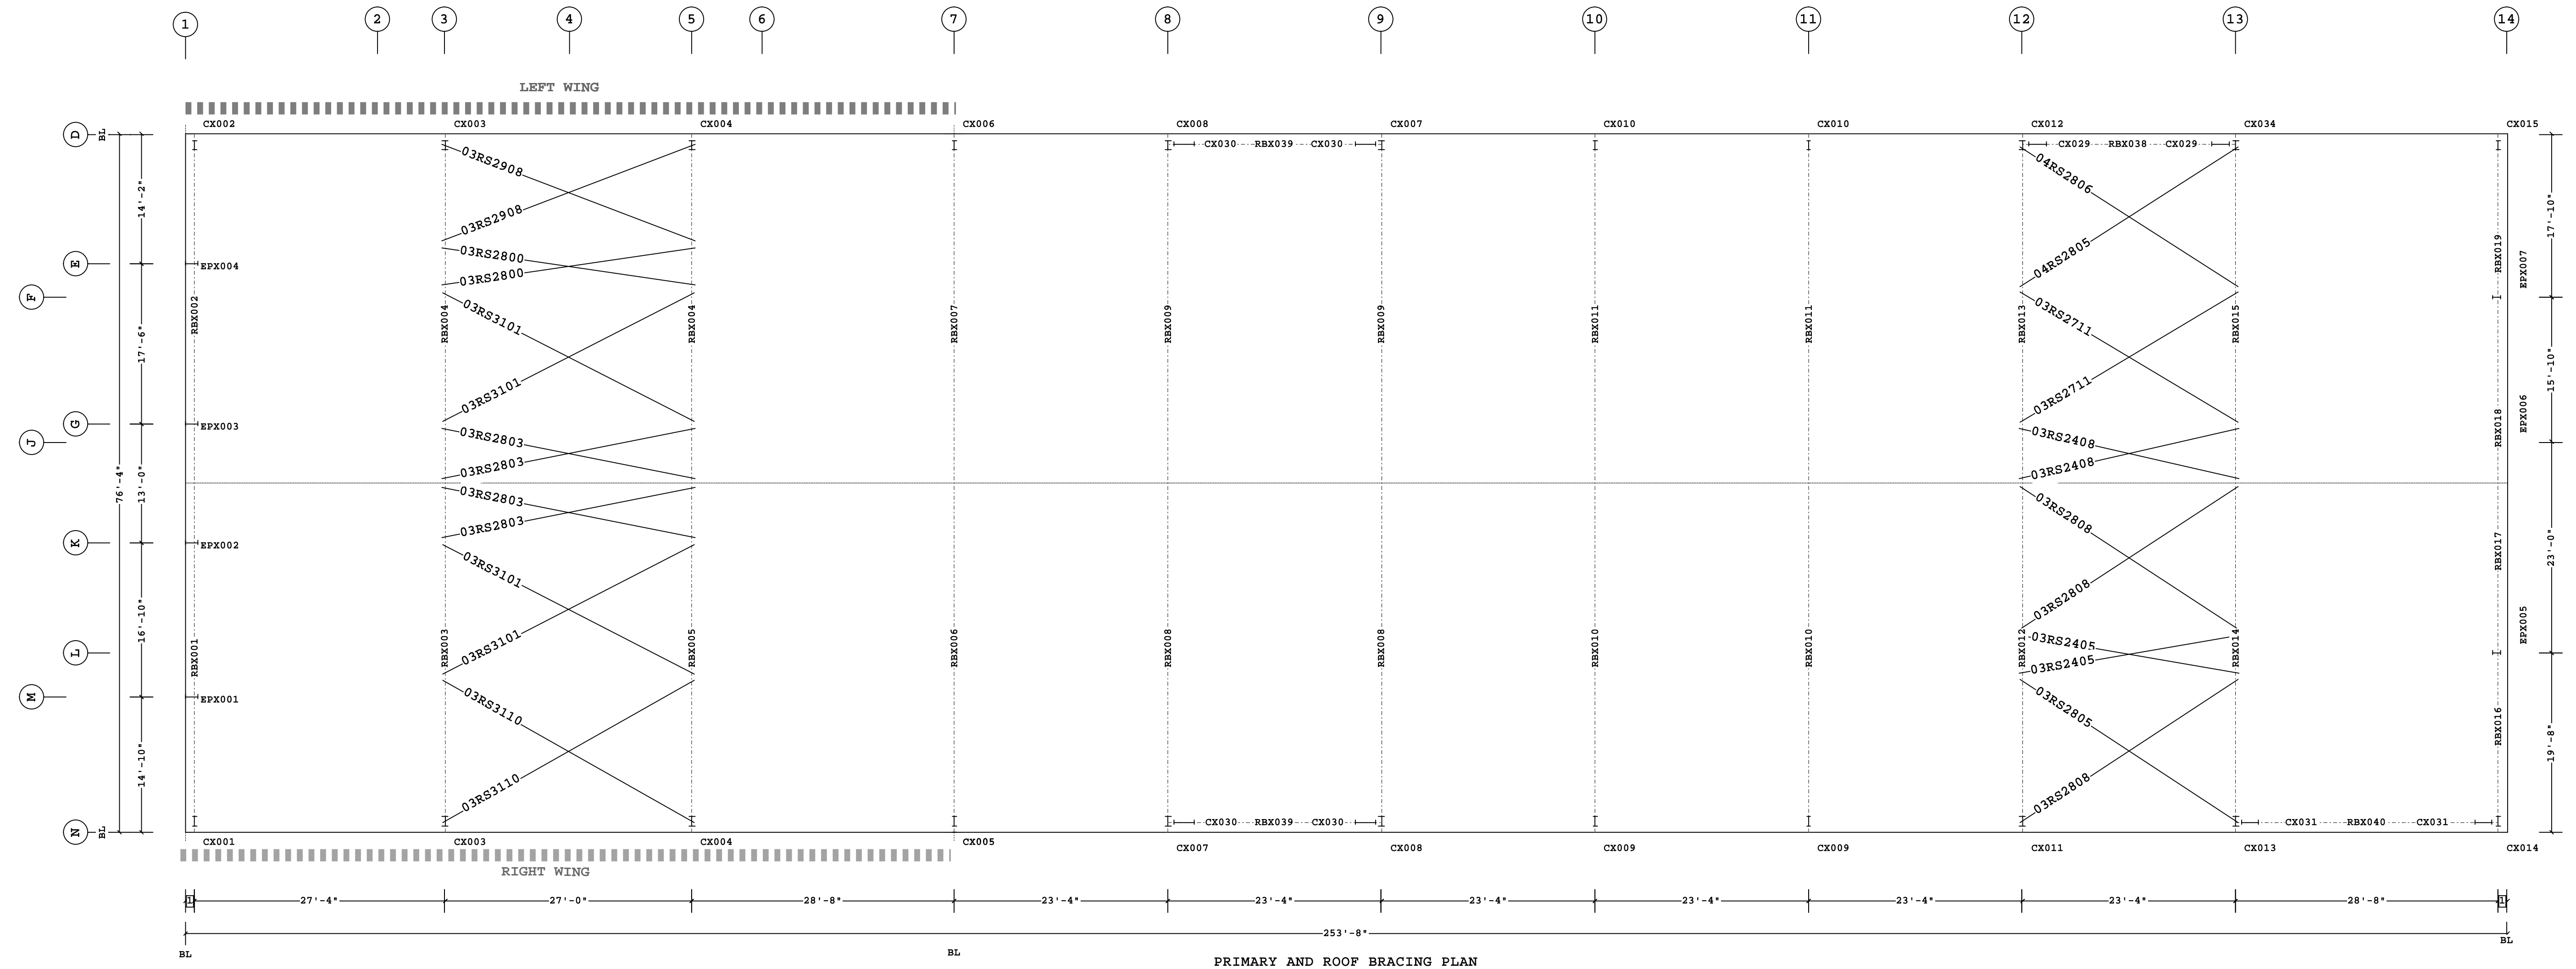 1 2 3 4 5 6 7 8 9 10 11 12 13 14
LEFT WING
D BL CX002 CX003 CX004 CX006 CX008 CX007 CX010 CX010 CX012 CX034 CX015
CX030 RBX039 CX030 CX029 RBX038 CX029
03RS2908 04RS2806
14'-2" 17'-10"
03RS2908
03RS2800 04RS2805 RBX019
E EPX004 03RS2800 EPX007
F
RBX002 RBX004 03RS3101 RBX004 RBX007 RBX009 RBX009 RBX011 RBX011 RBX013 03RS2711 RBX015
17'-6" 15'-10"
03RS3101 03RS2711
G EPX003 RBX018 EPX006
J 03RS2803 03RS2408
03RS2803 03RS2408
76'-4" 13'-0"
03RS2803 03RS2808
03RS2803
K EPX002 RBX017 23'-0"
03RS3101
16'-10" 03RS2808
RBX001 RBX003 03RS3101 RBX005 RBX006 RBX008 RBX008 RBX010 RBX010 RBX012 03RS2405 RBX014 EPX005
L 03RS2405
M EPX001 03RS3110 03RS2805 RBX016
14'-10" 19'-8"
03RS3110 03RS2808
CX030 RBX039 CX030 CX031 RBX040 CX031
N BL
CX001 CX003 CX004 CX005 CX007 CX008 CX009 CX009 CX011 CX013 CX014
RIGHT WING
1 27'-4" 27'-0" 28'-8" 23'-4" 23'-4" 23'-4" 23'-4" 23'-4" 23'-4" 28'-8" 1
253'-8"
BL BL BL
PRIMARY AND ROOF BRACING PLAN